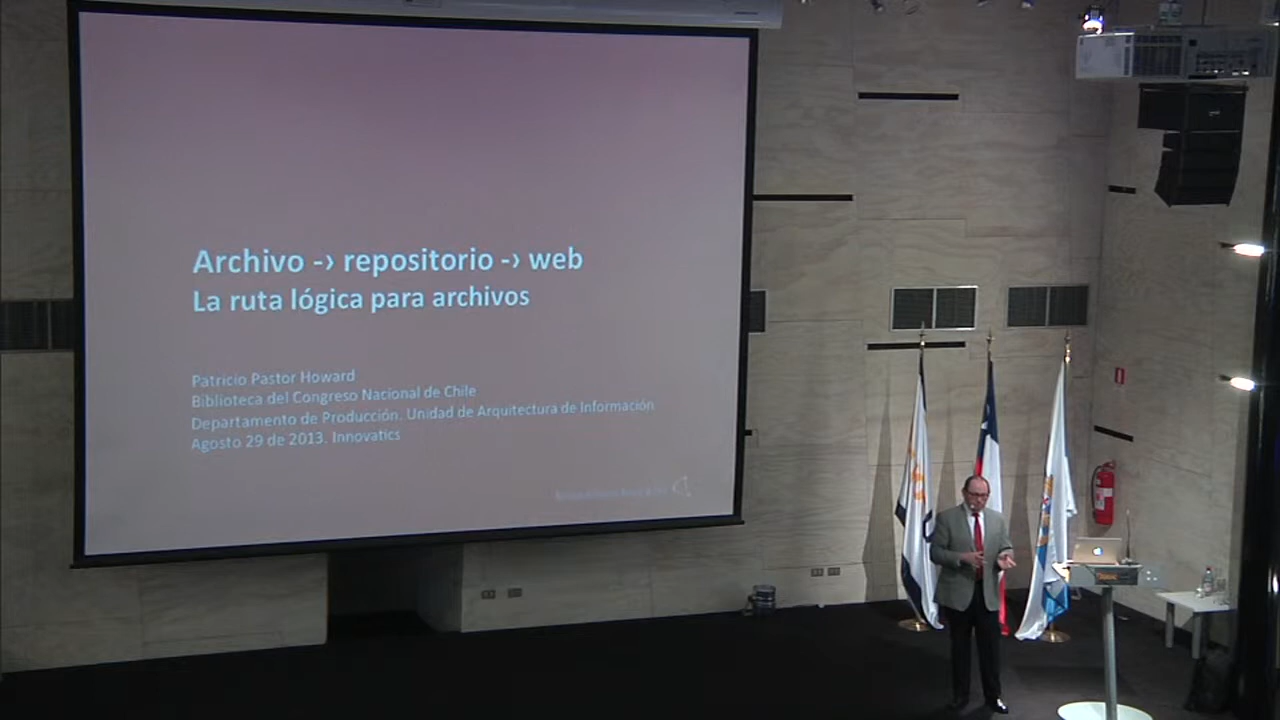 Archivo -› repositorio -› web
La ruta lógica para archivos
Patricio Pastor Howard
Biblioteca del Congreso Nacional de Chile
Departamento de Producción. Unidad de Arquitectura de Información
Agosto 29 de 2013. Innovatics